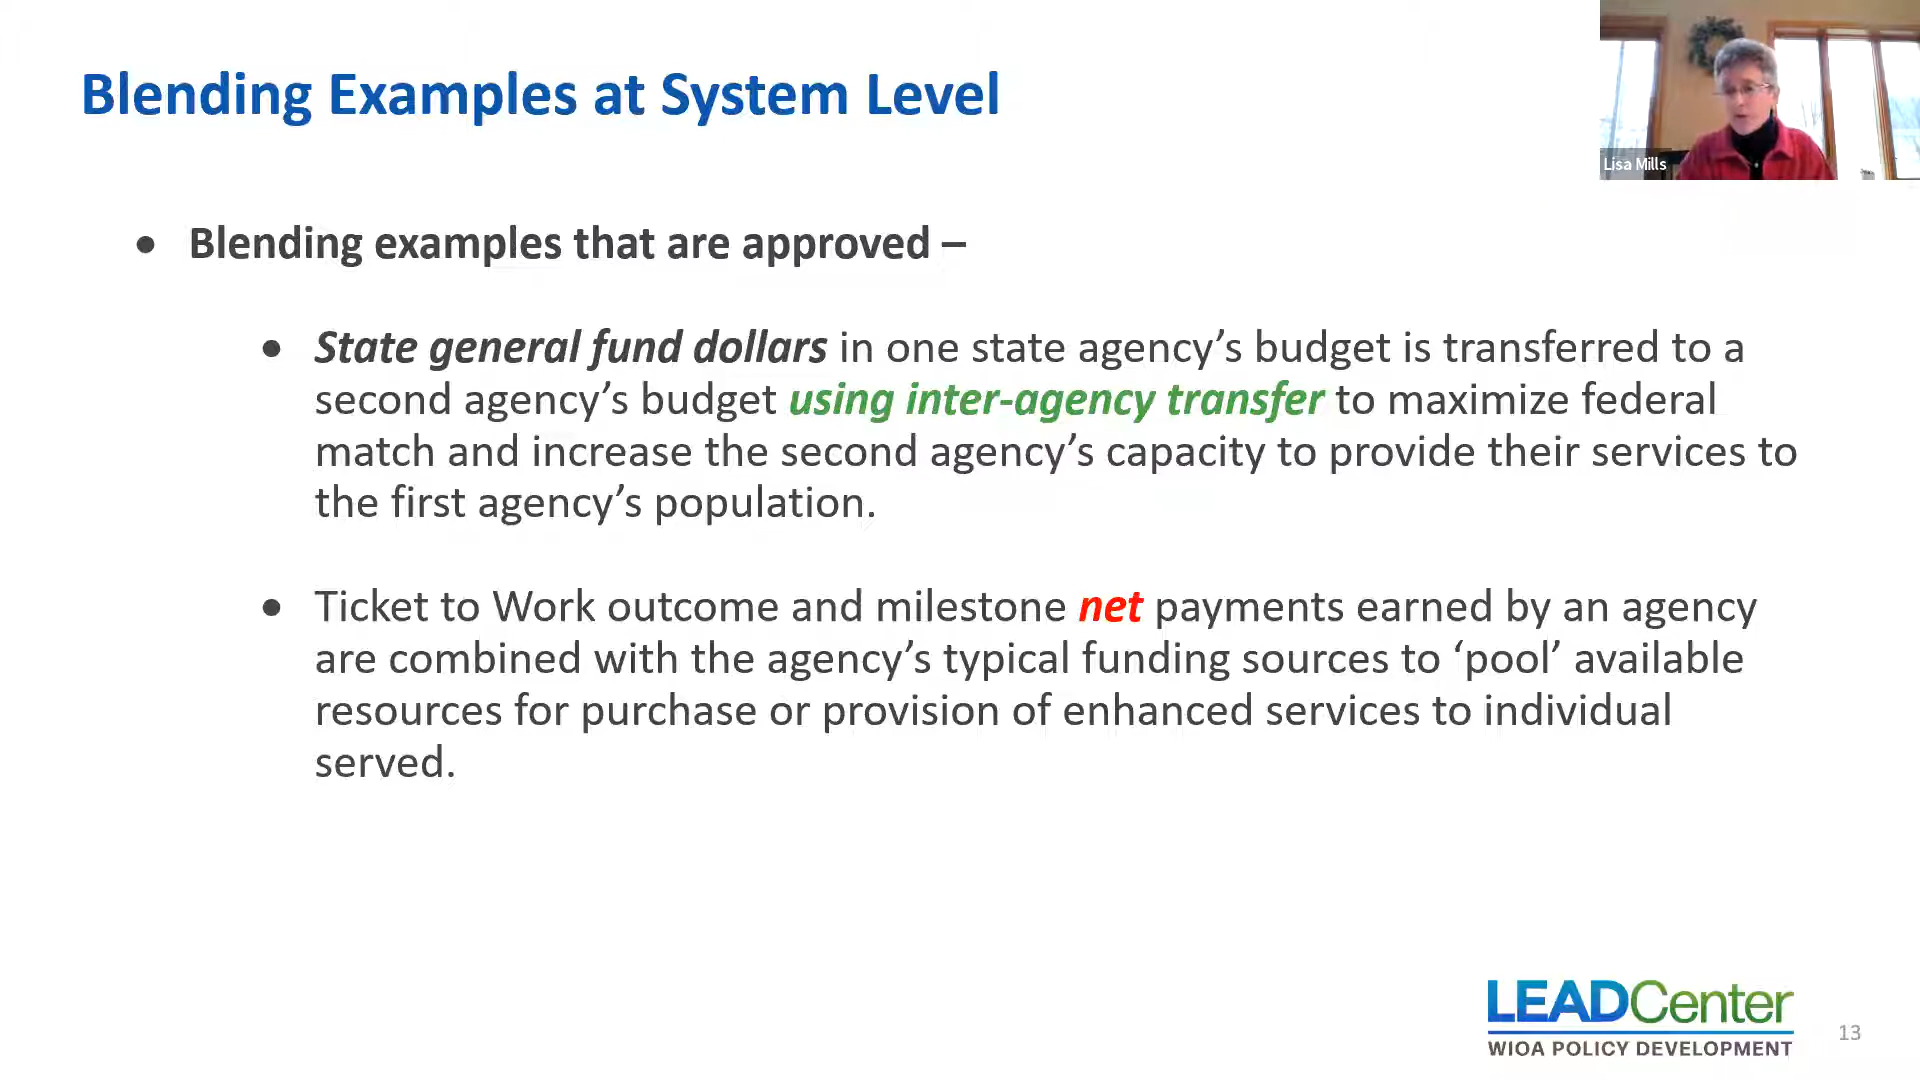 Blending Examples at System Level
Lisa Mills
• Blending examples that are approved –
• State general fund dollars in one state agency’s budget is transferred to a
second agency’s budget using inter-agency transfer to maximize federal
match and increase the second agency’s capacity to provide their services to
the first agency’s population.
• Ticket to Work outcome and milestone net payments earned by an agency
are combined with the agency’s typical funding sources to ‘pool’ available
resources for purchase or provision of enhanced services to individual
served.
LEADCenter
WIOA POLICY DEVELOPMENT
13